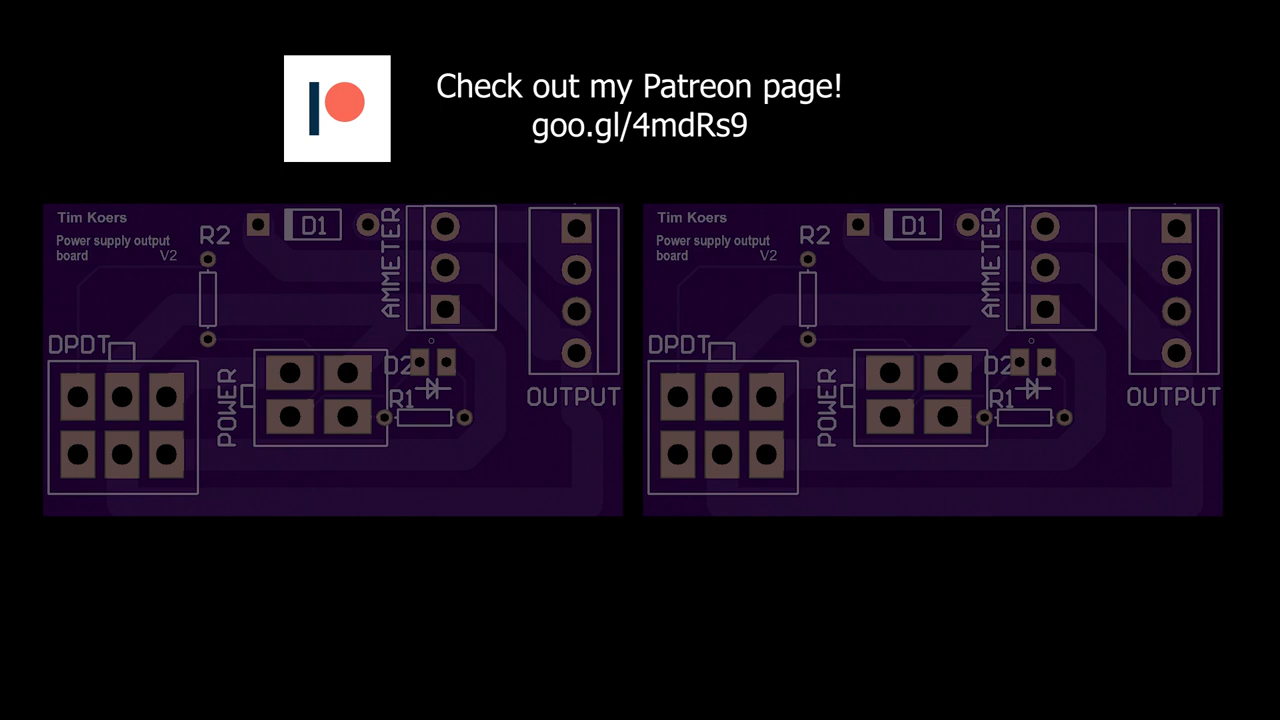 Check out my Patreon page!
goo.gl/4mdRs9
Tim Koers
Power supply output
board V2
R2
D1
AMMETER
DPDT
POWER
D2
R1
OUTPUT
Tim Koers
Power supply output
board V2
R2
D1
AMMETER
DPDT
POWER
D2
R1
OUTPUT